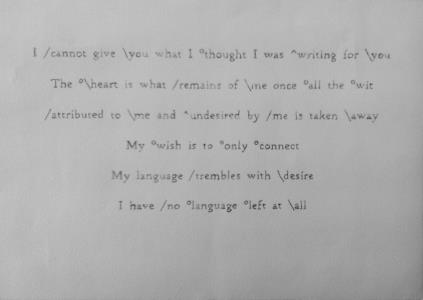 I /cannot give \you what I °thought I was ^writing for \you
The °\heart is what /remains of \me once °all the °wit
/attributed to \me and ^undesired by /me is taken \away
My °wish is to °only °connect
My language /trembles with \desire
I have /no °language °left at \all